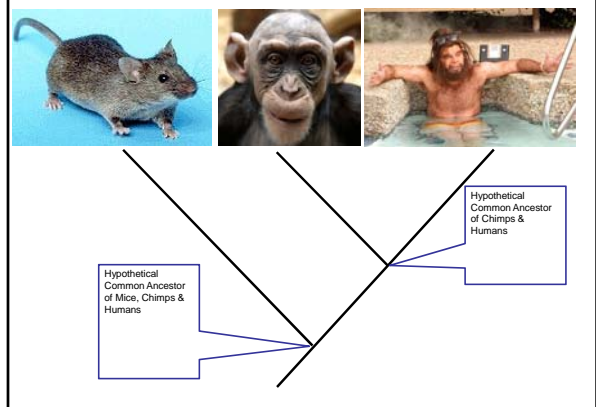 Hypothetical
Common Ancestor
of Chimps &
Humans
Hypothetical
Common Ancestor
of Mice, Chimps &
Humans